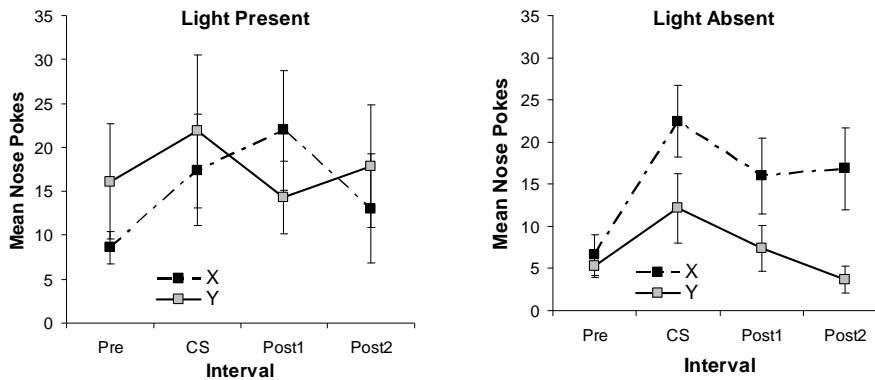 Light Present
Mean Nose Pokes
35
30
25
20
15
10
5
0
X
Y
Pre CS Post1 Post2
Interval
Light Absent
Mean Nose Pokes
35
30
25
20
15
10
5
0
X
Y
Pre CS Post1 Post2
Interval